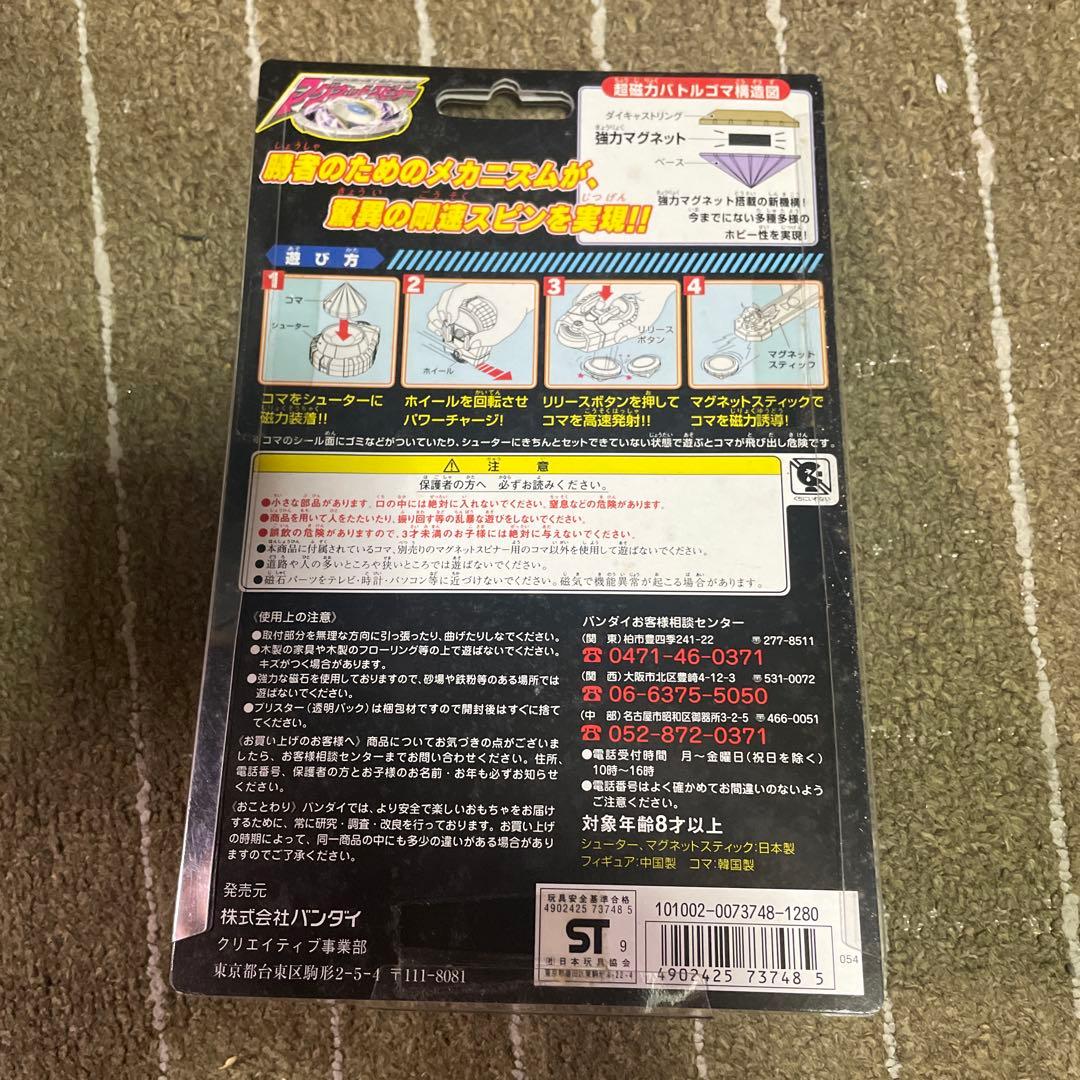 マグネットスピナー
勝者のためのメカニズムが、
驚異の剛速スピンを実現!!
超磁力バトルゴマ構造図
ダイキャストリング
強力マグネット
ベース
強力マグネット搭載の新機構!
今までにない多種多様の
ホビー性を実現!
遊び方
1
コマ
シューター
コマをシューターに
磁力装着!!
2
ホイール
ホイールを回転させ
パワーチャージ!
3
リリース
ボタン
リリースボタンを押して
コマを高速発射!!
4
マグネット
スティック
マグネットスティックで
コマを磁力誘導!
※コマのシール面にゴミなどがついていたり、シューターにきちんとセットできていない状態で遊ぶとコマが飛び出し危険です。
⚠ 注意
保護者の方へ 必ずお読みください。
●小さな部品があります。口の中には絶対に入れないでください。窒息などの危険があります。
●商品を用いて人をたたいたり、振り回す等の乱暴な遊びをしないでください。
●誤飲の危険がありますので、3才未満のお子様には絶対に与えないでください。
●本商品に付属されているコマ、別売りのマグネットスピナー用のコマ以外を使用して遊ばないでください。
●道路や人の多いところや狭いところでは遊ばないでください。
●磁石パーツをテレビ・時計・パソコン等に近づけないでください。磁気で機能異常が起こる場合があります。
くちにいれない
《使用上の注意》
●取付部分を無理な方向に引っ張ったり、曲げたりしなでください。
●木製の家具や木製のフローリング等の上で遊ばないでください。
キズがつく場合があります。
●強力な磁石を使用しておりますので、砂場や鉄粉等のある場所では
遊ばないでください。
●ブリスター(透明パック)は梱包材ですので開封後はすぐに捨て
てください。
《お買い上げのお客様へ》商品についてお気づきの点がございま
したら、お客様相談センターまでお問い合わせください。住所、
電話番号、保護者の方とお子様のお名前・お年も必ずお知らせ
ください。
《おことわり》バンダイでは、より安全で楽しいおもちゃをお届け
するために、常に研究・調査・改良を行っております。お買い上げ
の時期によって、同一商品の中にも多少の違いがある場合があり
ますのでご了承ください。
発売元
株式会社バンダイ
クリエイティブ事業部
東京都台東区駒形2-5-4 〒111-8081
バンダイお客様相談センター
(関 東)柏市豊四季241-22 〒277-8511
☎0471-46-0371
(関 西)大阪市北区豊崎4-12-3 〒531-0072
☎06-6375-5050
(中 部)名古屋市昭和区御器所3-2-5 〒466-0051
☎052-872-0371
●電話受付時間 月～金曜日(祝日を除く)
10時～16時
●電話番号はよく確かめてお間違いのないよう
ご注意ください。
対象年齢8才以上
シューター、マグネットスティック:日本製
フィギュア:中国製 コマ:韓国製
玩具安全基準合格
4902425 73748 5
ST 9
(社)日本玩具協会
101002-0073748-1280
4 902425 737485
054